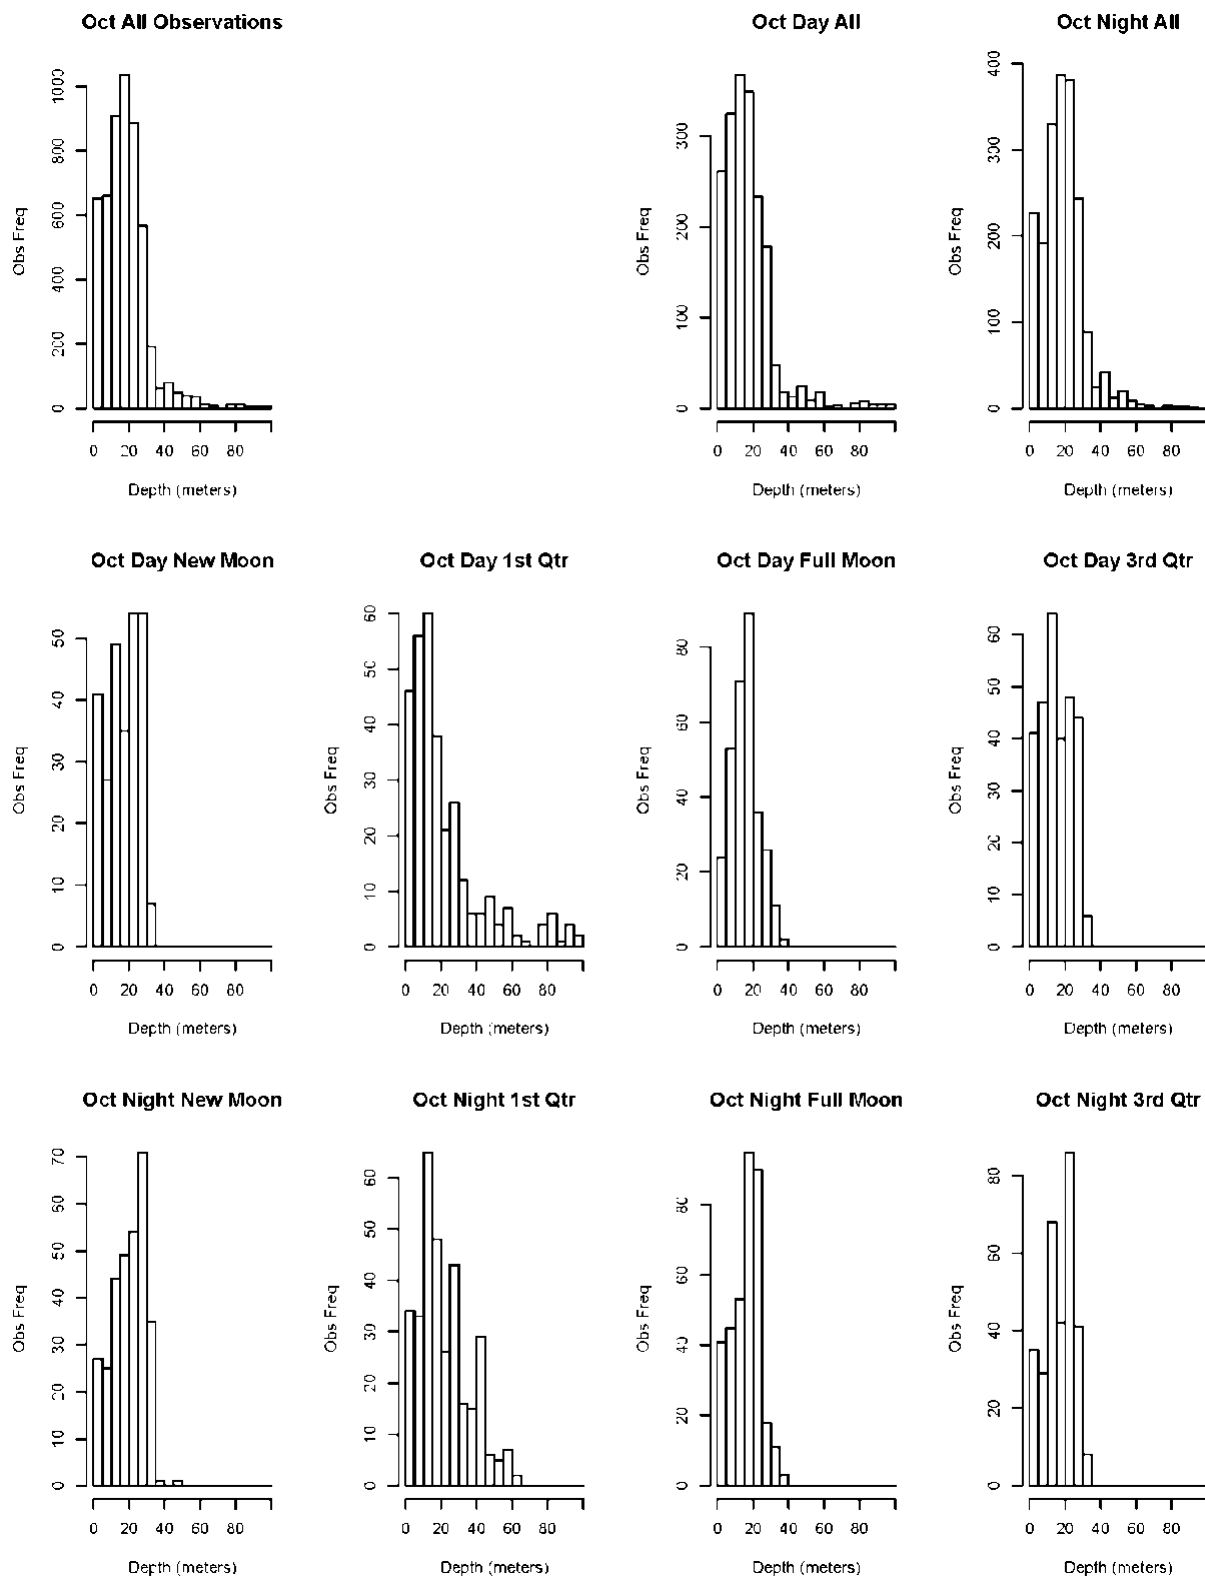 Oct All Observations
Obs Freq
0 200 400 600 800 1000
0 20 40 60 80
Depth (meters)
Oct Day All
Obs Freq
0 100 200 300
0 20 40 60 80
Depth (meters)
Oct Night All
Obs Freq
0 100 200 300 400
0 20 40 60 80
Depth (meters)
Oct Day New Moon
Obs Freq
0 10 20 30 40 50
0 20 40 60 80
Depth (meters)
Oct Day 1st Qtr
Obs Freq
0 10 20 30 40 50 60
0 20 40 60 80
Depth (meters)
Oct Day Full Moon
Obs Freq
0 20 40 60 80
0 20 40 60 80
Depth (meters)
Oct Day 3rd Qtr
Obs Freq
0 10 20 30 40 50 60
0 20 40 60 80
Depth (meters)
Oct Night New Moon
Obs Freq
0 10 20 30 40 50 60 70
0 20 40 60 80
Depth (meters)
Oct Night 1st Qtr
Obs Freq
0 10 20 30 40 50 60
0 20 40 60 80
Depth (meters)
Oct Night Full Moon
Obs Freq
0 20 40 60 80
0 20 40 60 80
Depth (meters)
Oct Night 3rd Qtr
Obs Freq
0 20 40 60 80
0 20 40 60 80
Depth (meters)